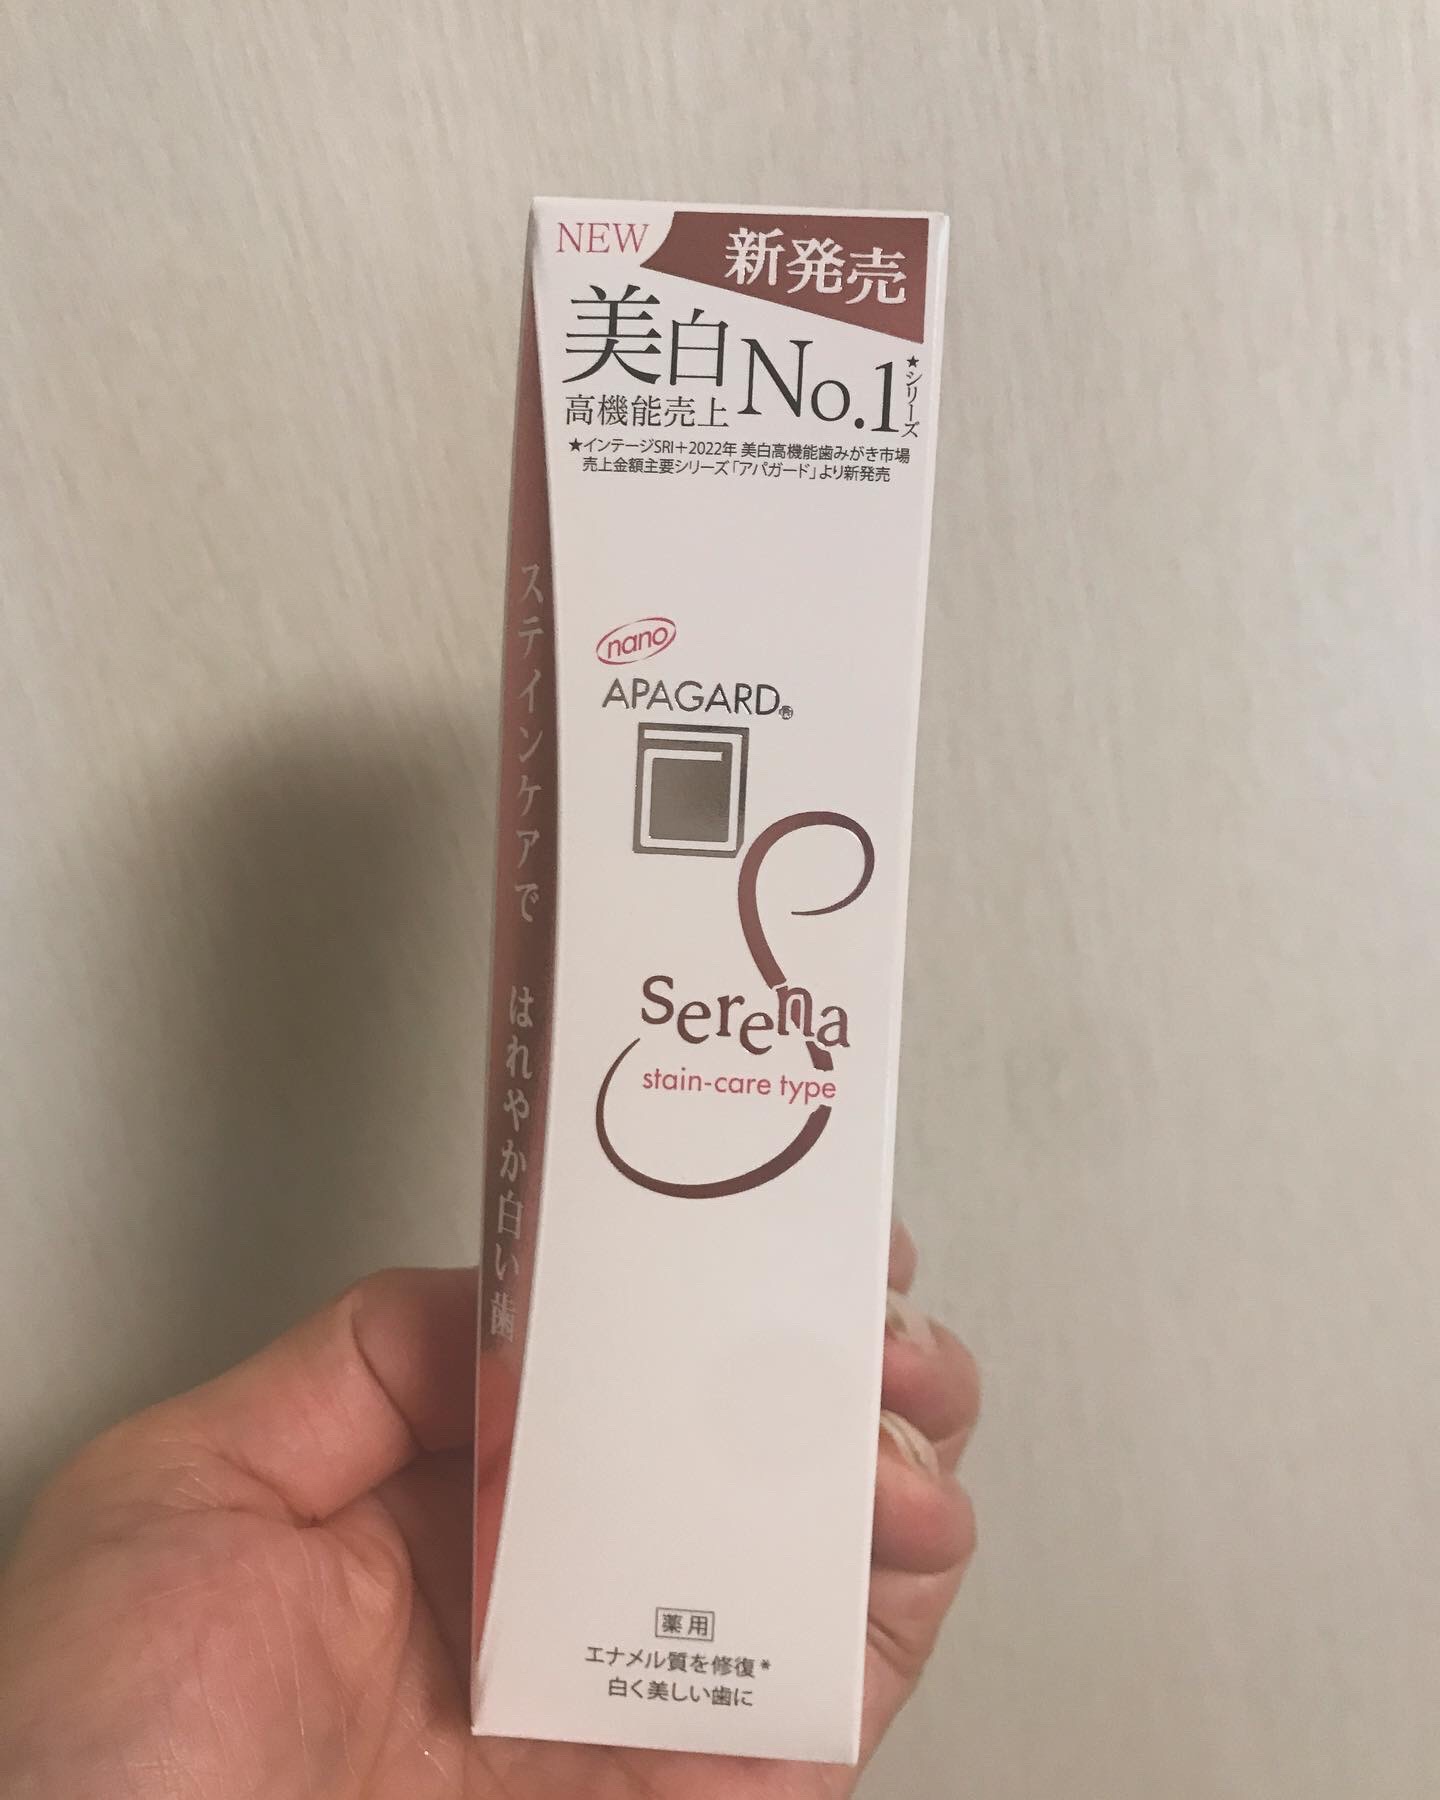 NEW
新発売
美白 No.1 ★シリーズ
高機能売上
★インテージSRI+2022年 美白高機能歯みがき市場
売上金額主要シリーズ「アパガード」より新発売
nano
APAGARD®
Serena
stain-care type
薬用
エナメル質を修復*
白く美しい歯に
ステインケアで はれやか白い歯